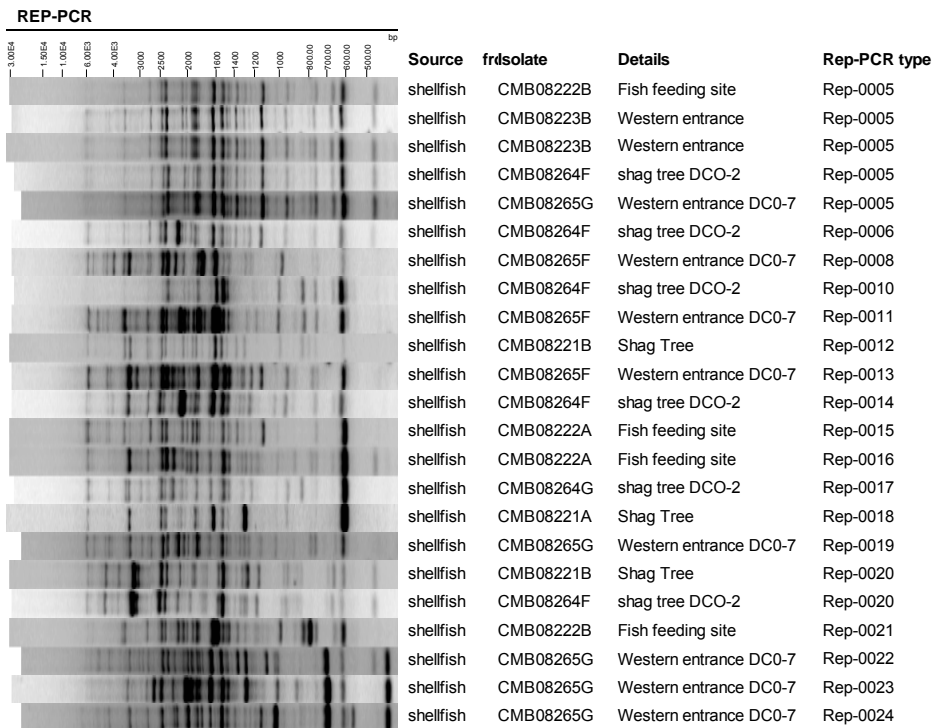 REP-PCR
bp
3.00E4 1.50E4 1.00E4 6.00E3 4.00E3 3000 2500 2000 1600 1400 1200 1000 800.00 700.00 600.00 500.00
Source frdsolate Details Rep-PCR type
shellfish CMB08222B Fish feeding site Rep-0005
shellfish CMB08223B Western entrance Rep-0005
shellfish CMB08223B Western entrance Rep-0005
shellfish CMB08264F shag tree DCO-2 Rep-0005
shellfish CMB08265G Western entrance DC0-7 Rep-0005
shellfish CMB08264F shag tree DCO-2 Rep-0006
shellfish CMB08265F Western entrance DC0-7 Rep-0008
shellfish CMB08264F shag tree DCO-2 Rep-0010
shellfish CMB08265F Western entrance DC0-7 Rep-0011
shellfish CMB08221B Shag Tree Rep-0012
shellfish CMB08265F Western entrance DC0-7 Rep-0013
shellfish CMB08264F shag tree DCO-2 Rep-0014
shellfish CMB08222A Fish feeding site Rep-0015
shellfish CMB08222A Fish feeding site Rep-0016
shellfish CMB08264G shag tree DCO-2 Rep-0017
shellfish CMB08221A Shag Tree Rep-0018
shellfish CMB08265G Western entrance DC0-7 Rep-0019
shellfish CMB08221B Shag Tree Rep-0020
shellfish CMB08264F shag tree DCO-2 Rep-0020
shellfish CMB08222B Fish feeding site Rep-0021
shellfish CMB08265G Western entrance DC0-7 Rep-0022
shellfish CMB08265G Western entrance DC0-7 Rep-0023
shellfish CMB08265G Western entrance DC0-7 Rep-0024